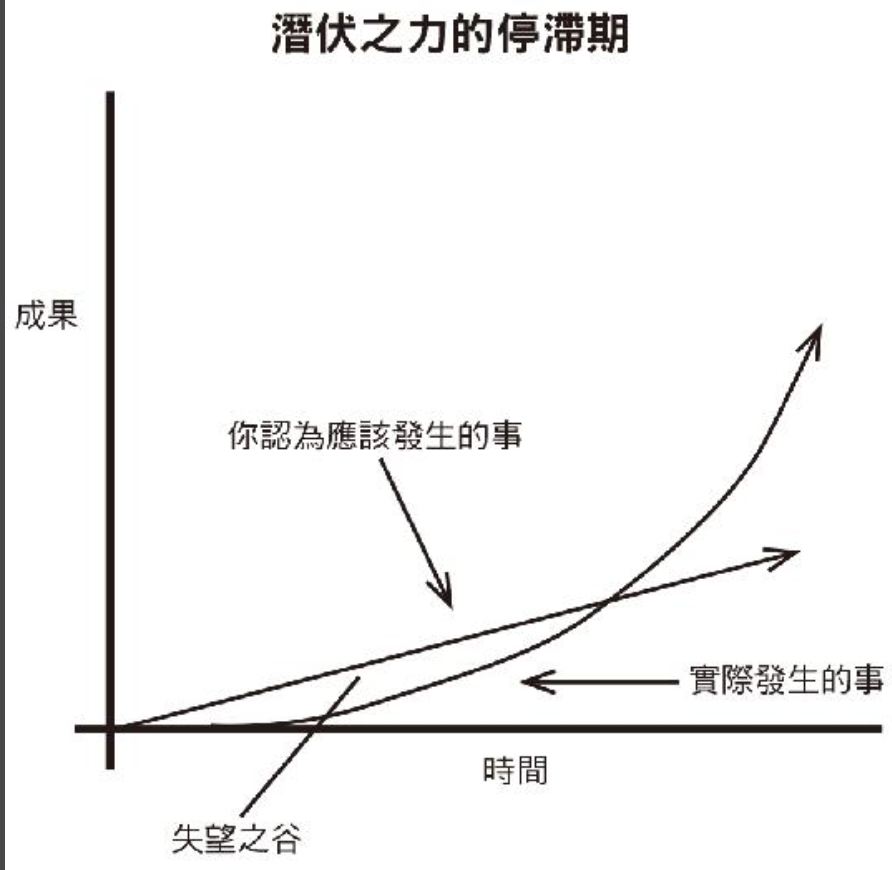 潛伏之力的停滯期
成果
你認為應該發生的事
實際發生的事
時間
失望之谷